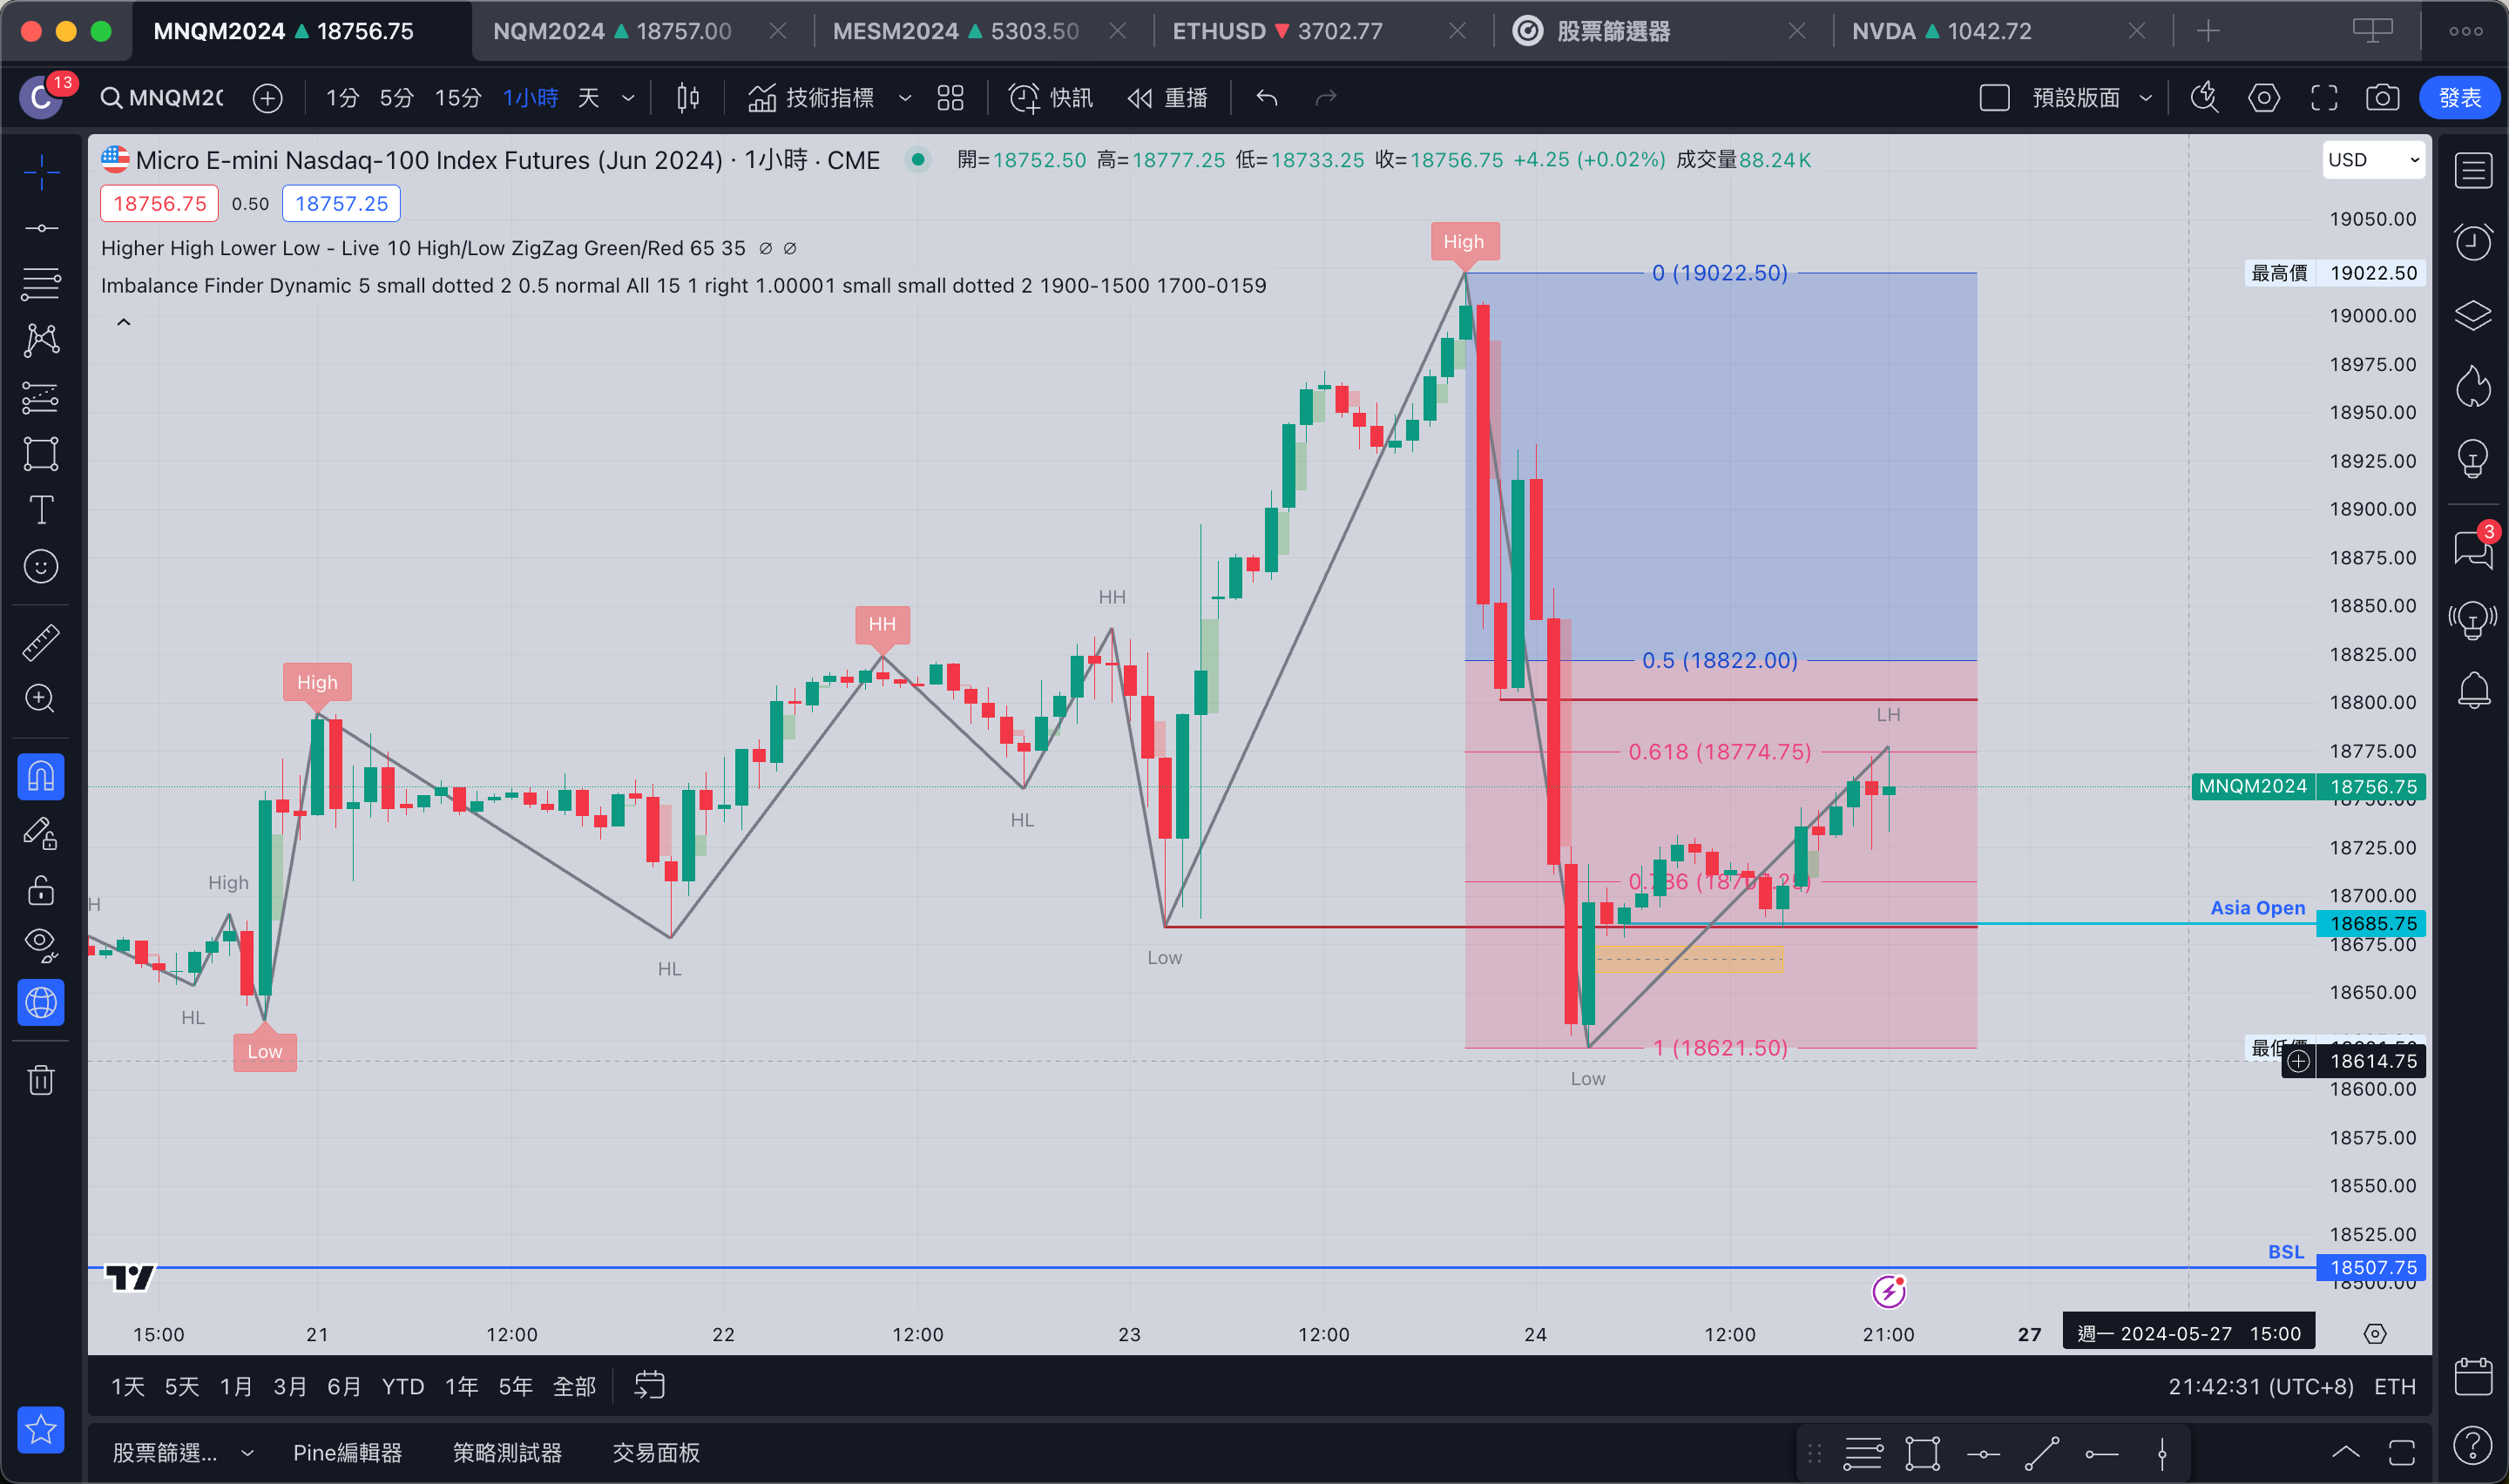 MNQM2024 ▲ 18756.75
NQM2024 ▲ 18757.00
MESM2024 ▲ 5303.50
ETHUSD ▼ 3702.77
股票篩選器
NVDA ▲ 1042.72
C
13
MNQM20
1分 5分 15分 1小時 天
技術指標
快訊
重播
預設版面
發表
Micro E-mini Nasdaq-100 Index Futures (Jun 2024) · 1小時 · CME
開=18752.50 高=18777.25 低=18733.25 收=18756.75 +4.25 (+0.02%) 成交量88.24K
USD
18756.75 0.50 18757.25
Higher High Lower Low - Live 10 High/Low ZigZag Green/Red 65 35 ∅ ∅
Imbalance Finder Dynamic 5 small dotted 2 0.5 normal All 15 1 right 1.00001 small small dotted 2 1900-1500 1700-0159
19050.00
最高價 19022.50
19000.00
18975.00
18950.00
18925.00
18900.00
18875.00
18850.00
18825.00
18800.00
18775.00
MNQM2024 18756.75
18750.00
18725.00
18700.00
Asia Open 18685.75
18675.00
18650.00
18614.75
18600.00
18575.00
18550.00
18525.00
BSL 18507.75
18500.00
3
High
0 (19022.50)
HH
HH
0.5 (18822.00)
High
LH
0.618 (18774.75)
HL
High
0.786 (18707.25)
H
Low
HL
HL
Low
1 (18621.50)
Low
15:00 21 12:00 22 12:00 23 12:00 24 12:00 21:00 27
週一 2024-05-27 15:00
1天 5天 1月 3月 6月 YTD 1年 5年 全部
21:42:31 (UTC+8) ETH
股票篩選... Pine編輯器 策略測試器 交易面板